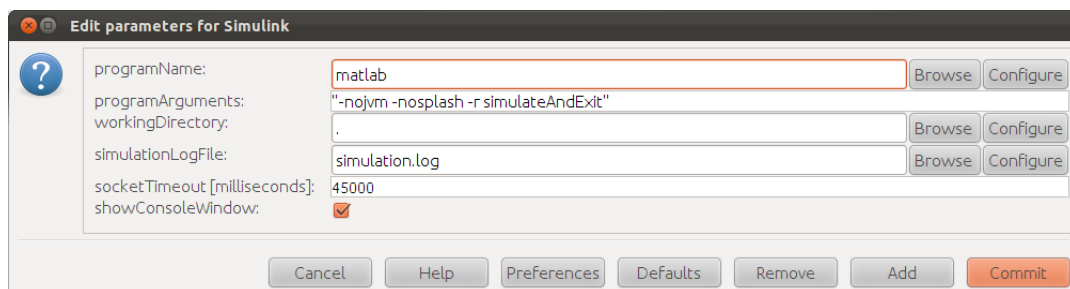 Edit parameters for Simulink
?
programName: matlab Browse Configure
programArguments: "-nojvm -nosplash -r simulateAndExit"
workingDirectory: . Browse Configure
simulationLogFile: simulation.log Browse Configure
socketTimeout [milliseconds]: 45000
showConsoleWindow:
Cancel Help Preferences Defaults Remove Add Commit